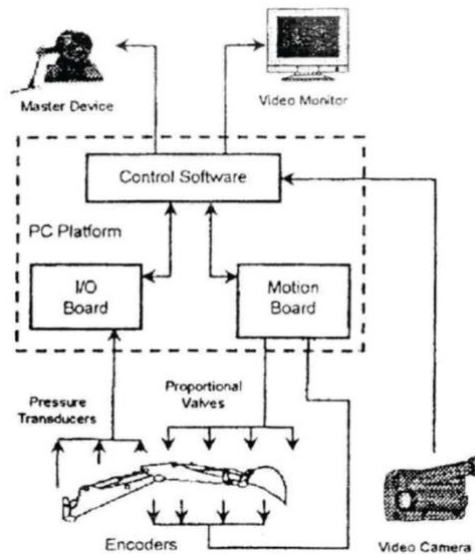 Master Device
Video Monitor
Control Software
PC Platform
I/O
Board
Motion
Board
Pressure
Transducers
Proportional
Valves
Encoders
Video Camera